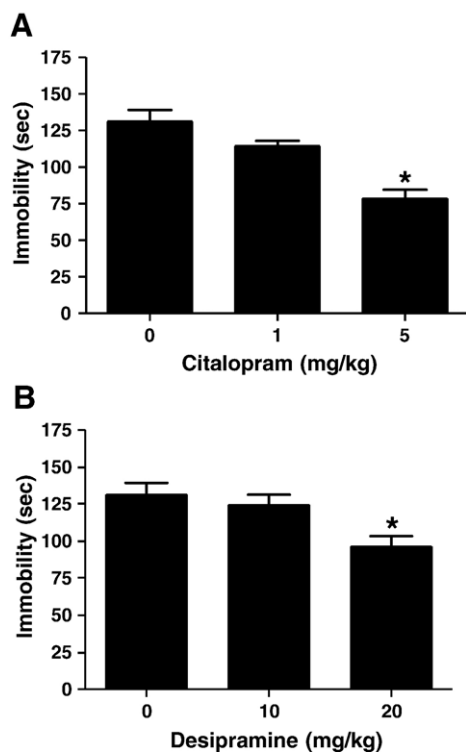 A
175
150
125
100
75
50
25
0
Immobility (sec)
*
0 1 5
Citalopram (mg/kg)
B
175
150
125
100
75
50
25
0
Immobility (sec)
*
0 10 20
Desipramine (mg/kg)